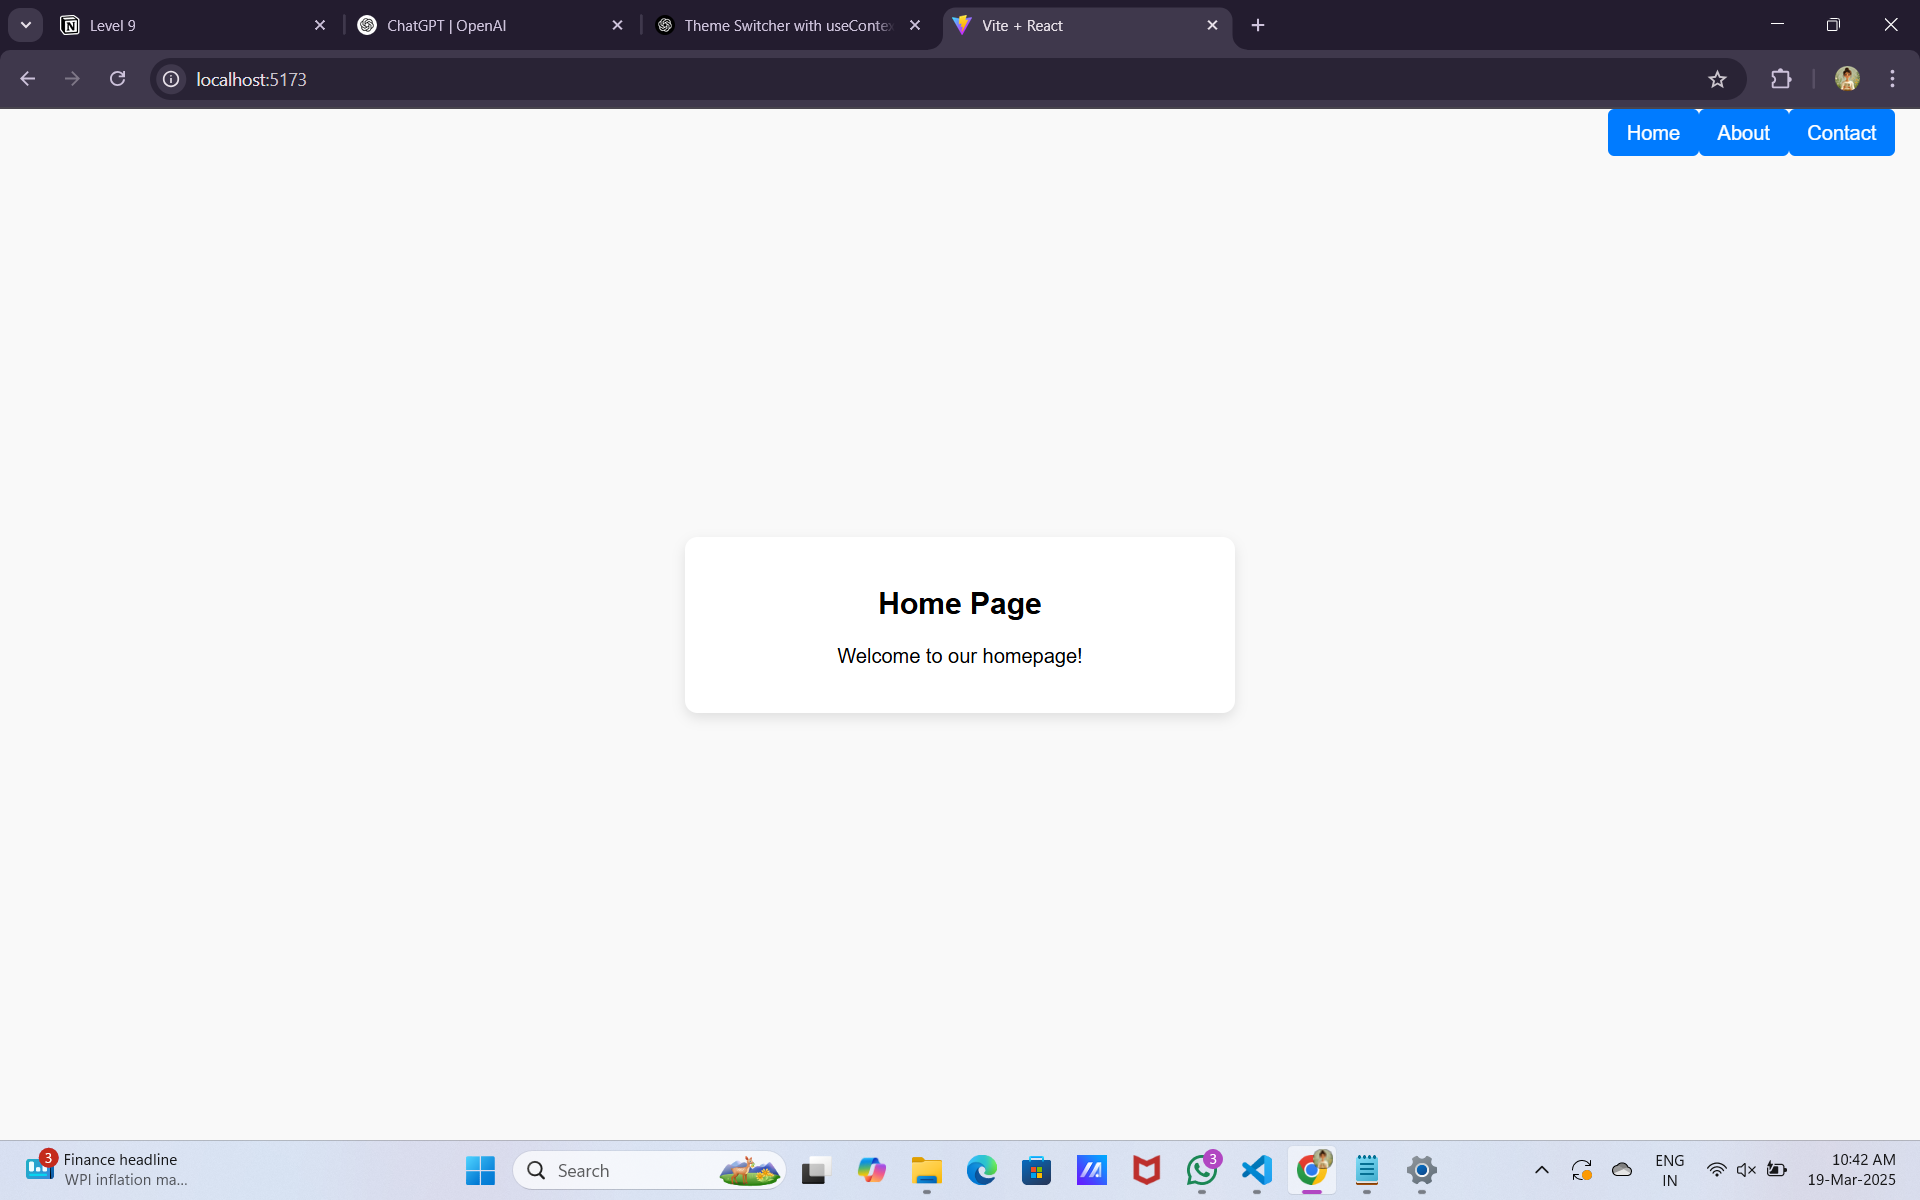 Level 9
ChatGPT | OpenAI
Theme Switcher with useConte
Vite + React
localhost:5173
Home
About
Contact
Home Page
Welcome to our homepage!
3
Finance headline
WPI inflation ma...
Search
3
ENG
IN
10:42 AM
19-Mar-2025